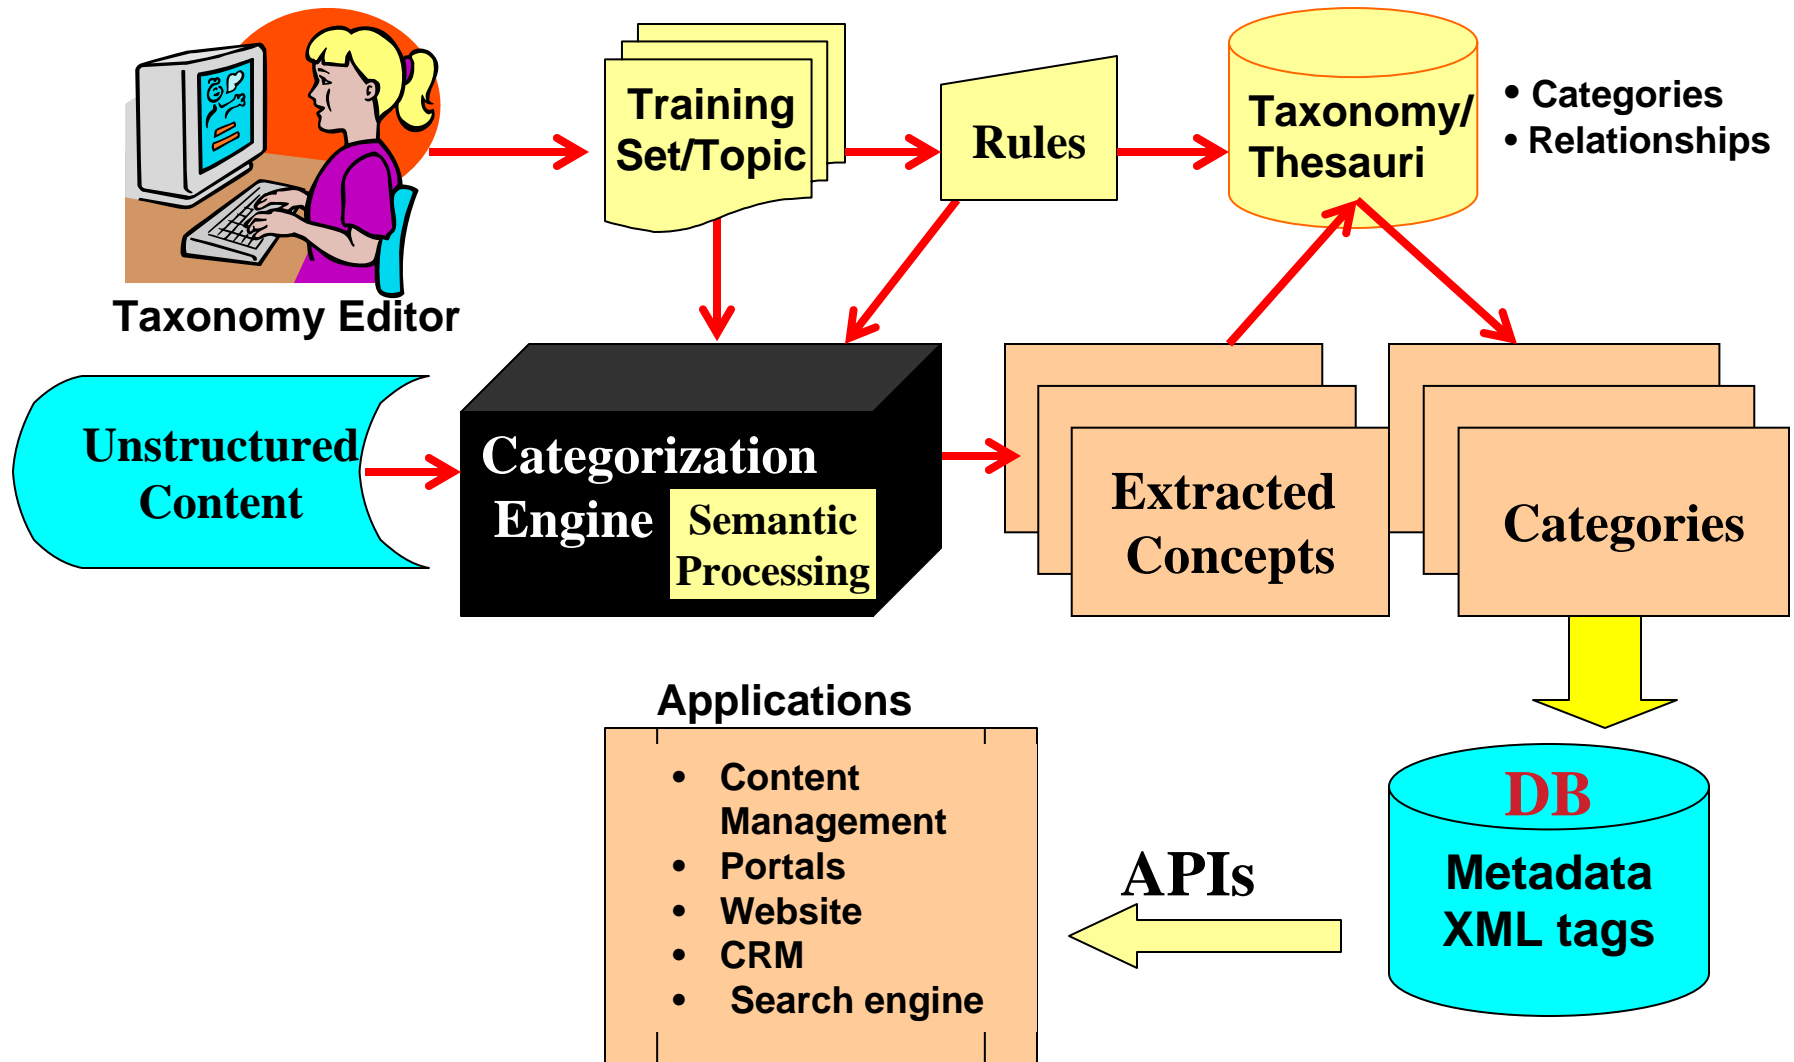 Training
Set/Topic
Rules
Taxonomy/
Thesauri
• Categories
• Relationships
Taxonomy Editor
Unstructured
Content
Categorization
Engine
Semantic
Processing
Extracted
Concepts
Categories
Applications
• Content
Management
• Portals
• Website
• CRM
• Search engine
APIs
DB
Metadata
XML tags